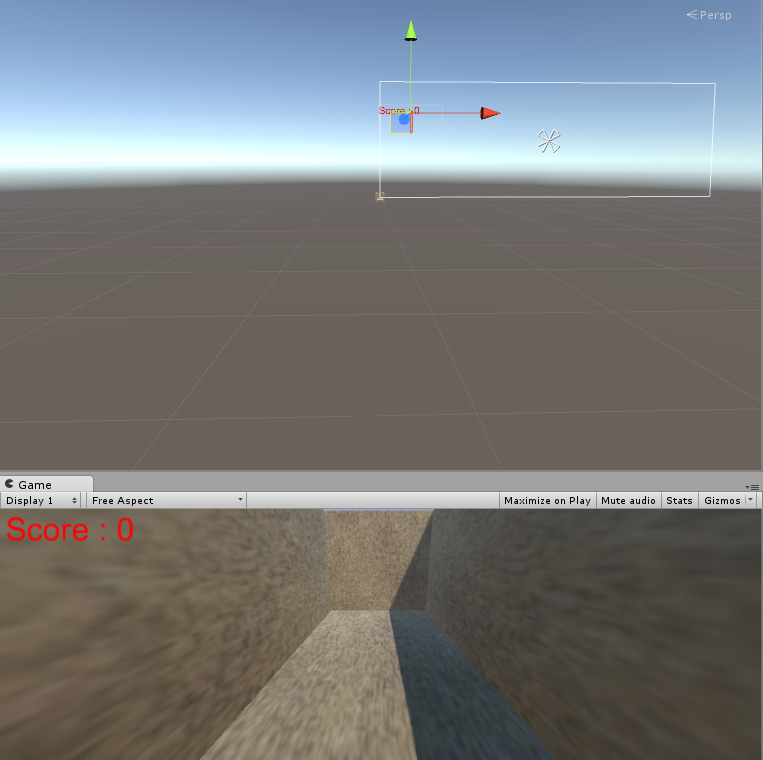 Persp
Score : 0
Game
Display 1
Free Aspect
Maximize on Play
Mute audio
Stats
Gizmos
Score : 0